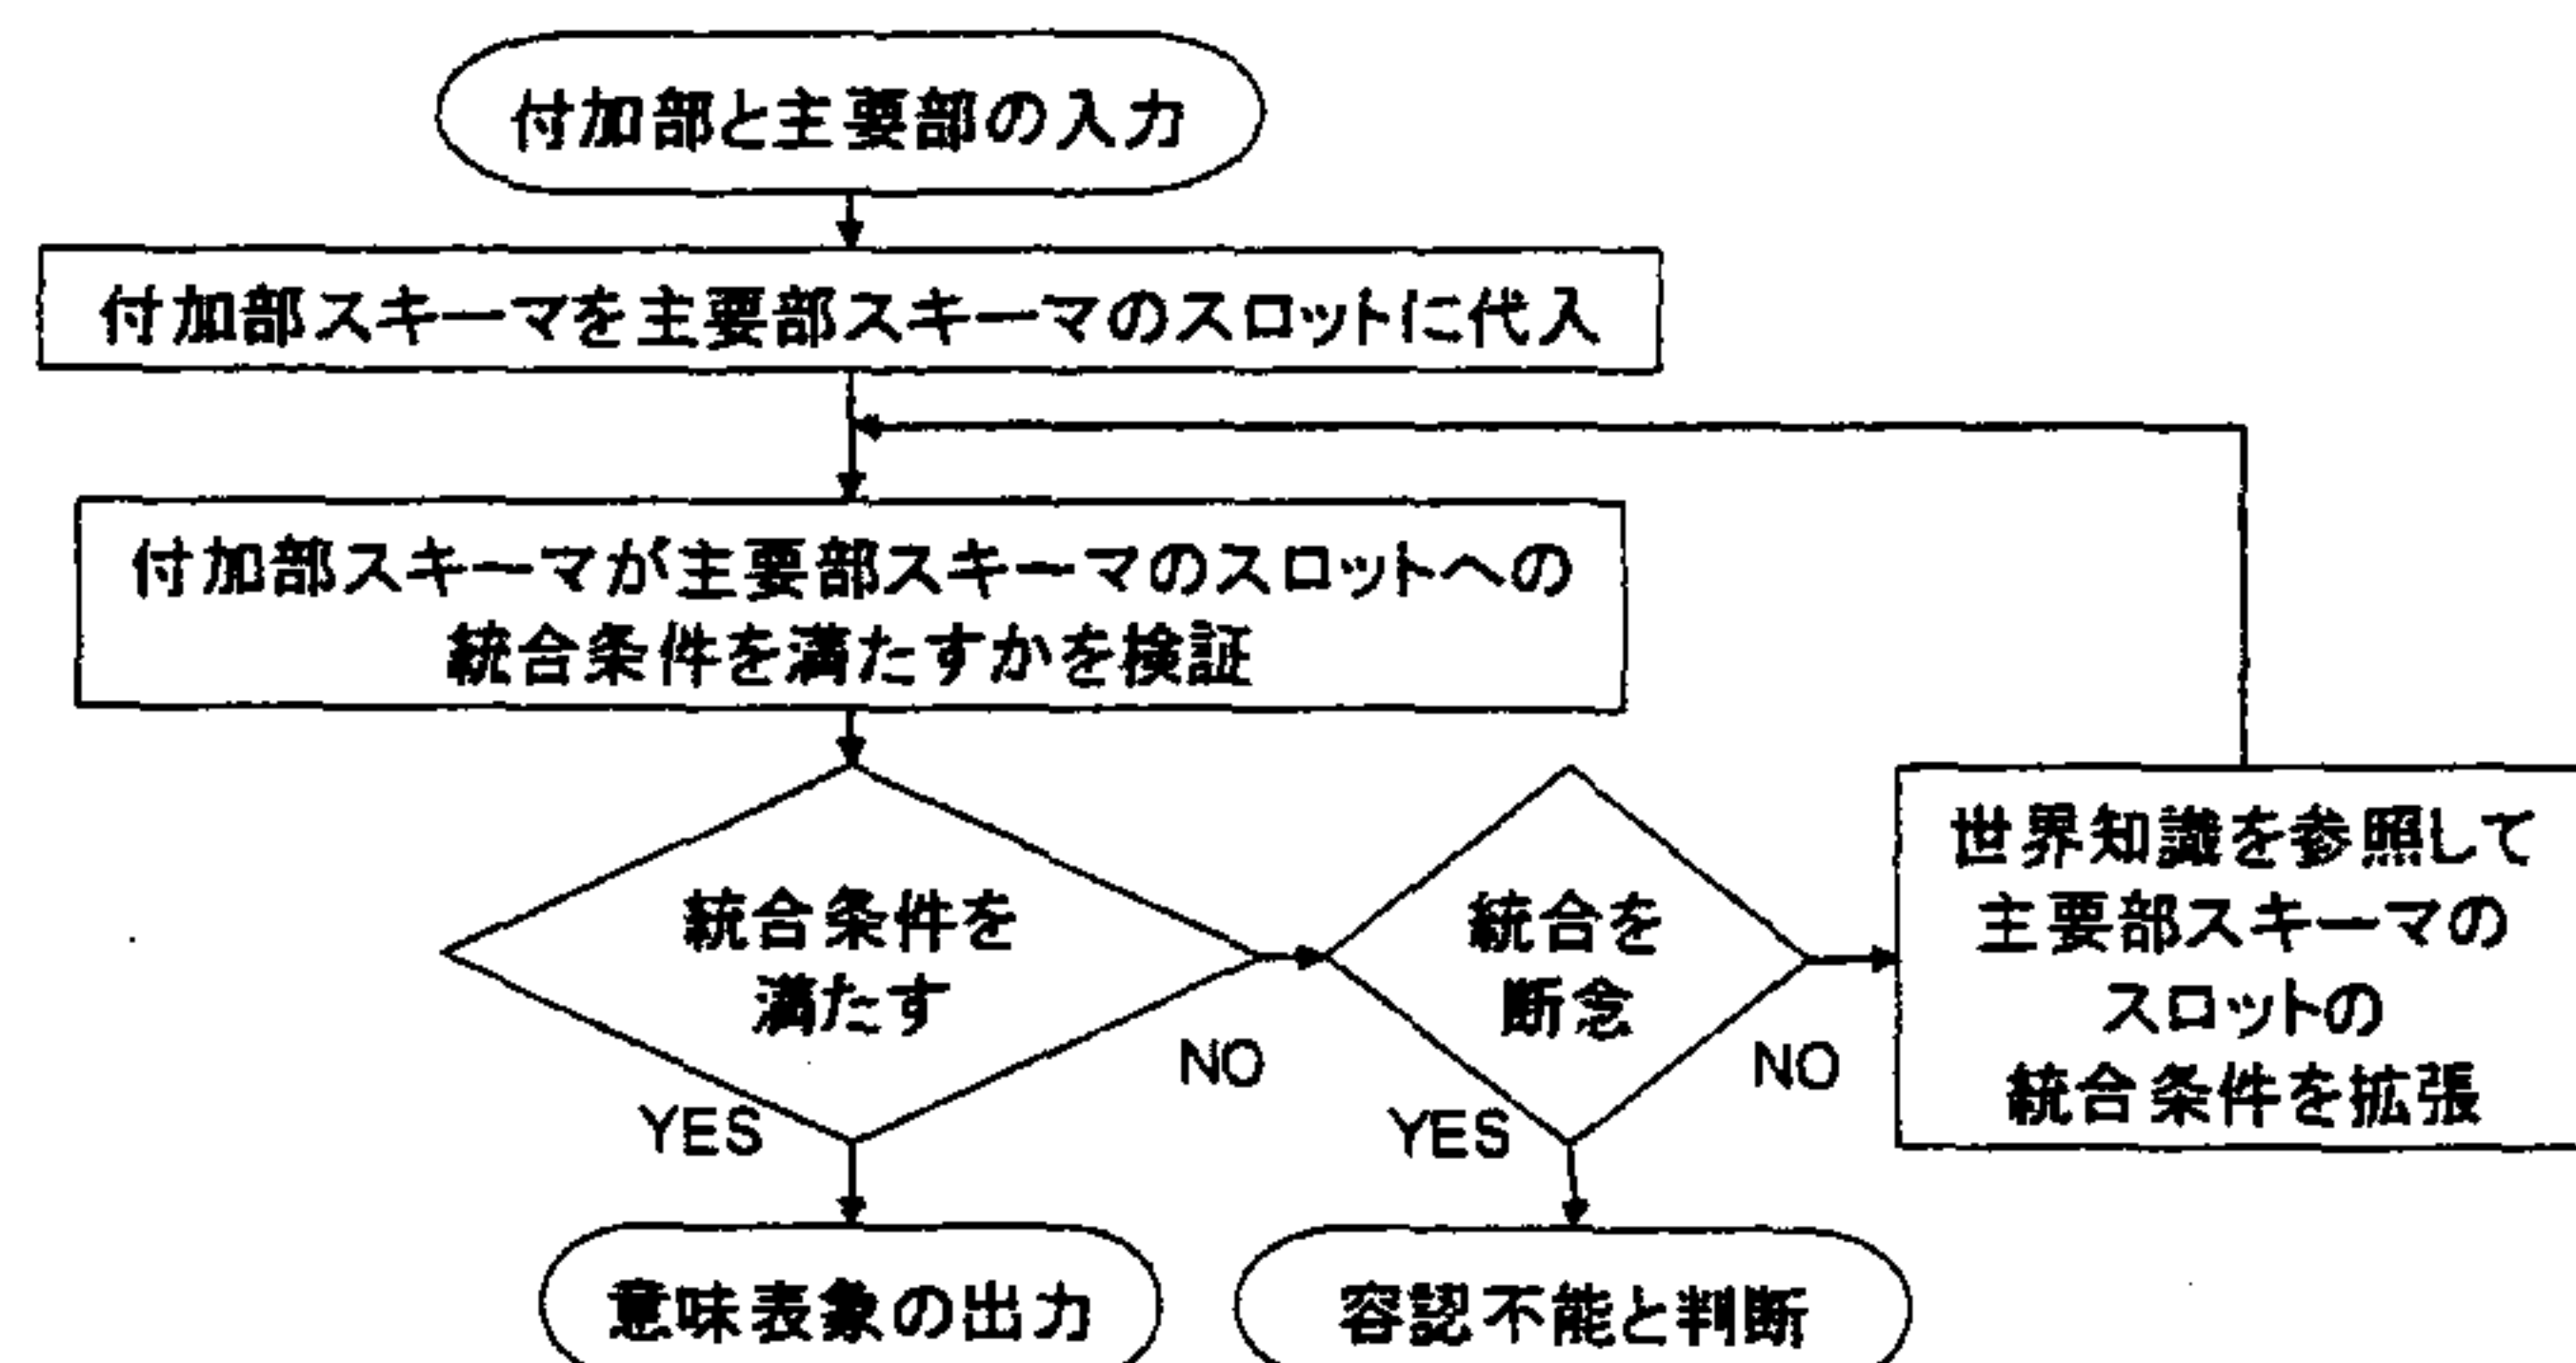 付加部と主要部の入力
付加部スキーマを主要部スキーマのスロットに代入
付加部スキーマが主要部スキーマのスロットへの
統合条件を満たすかを検証
統合条件を
満たす
NO
YES
統合を
断念
NO
YES
世界知識を参照して
主要部スキーマの
スロットの
統合条件を拡張
意味表象の出力
容認不能と判断